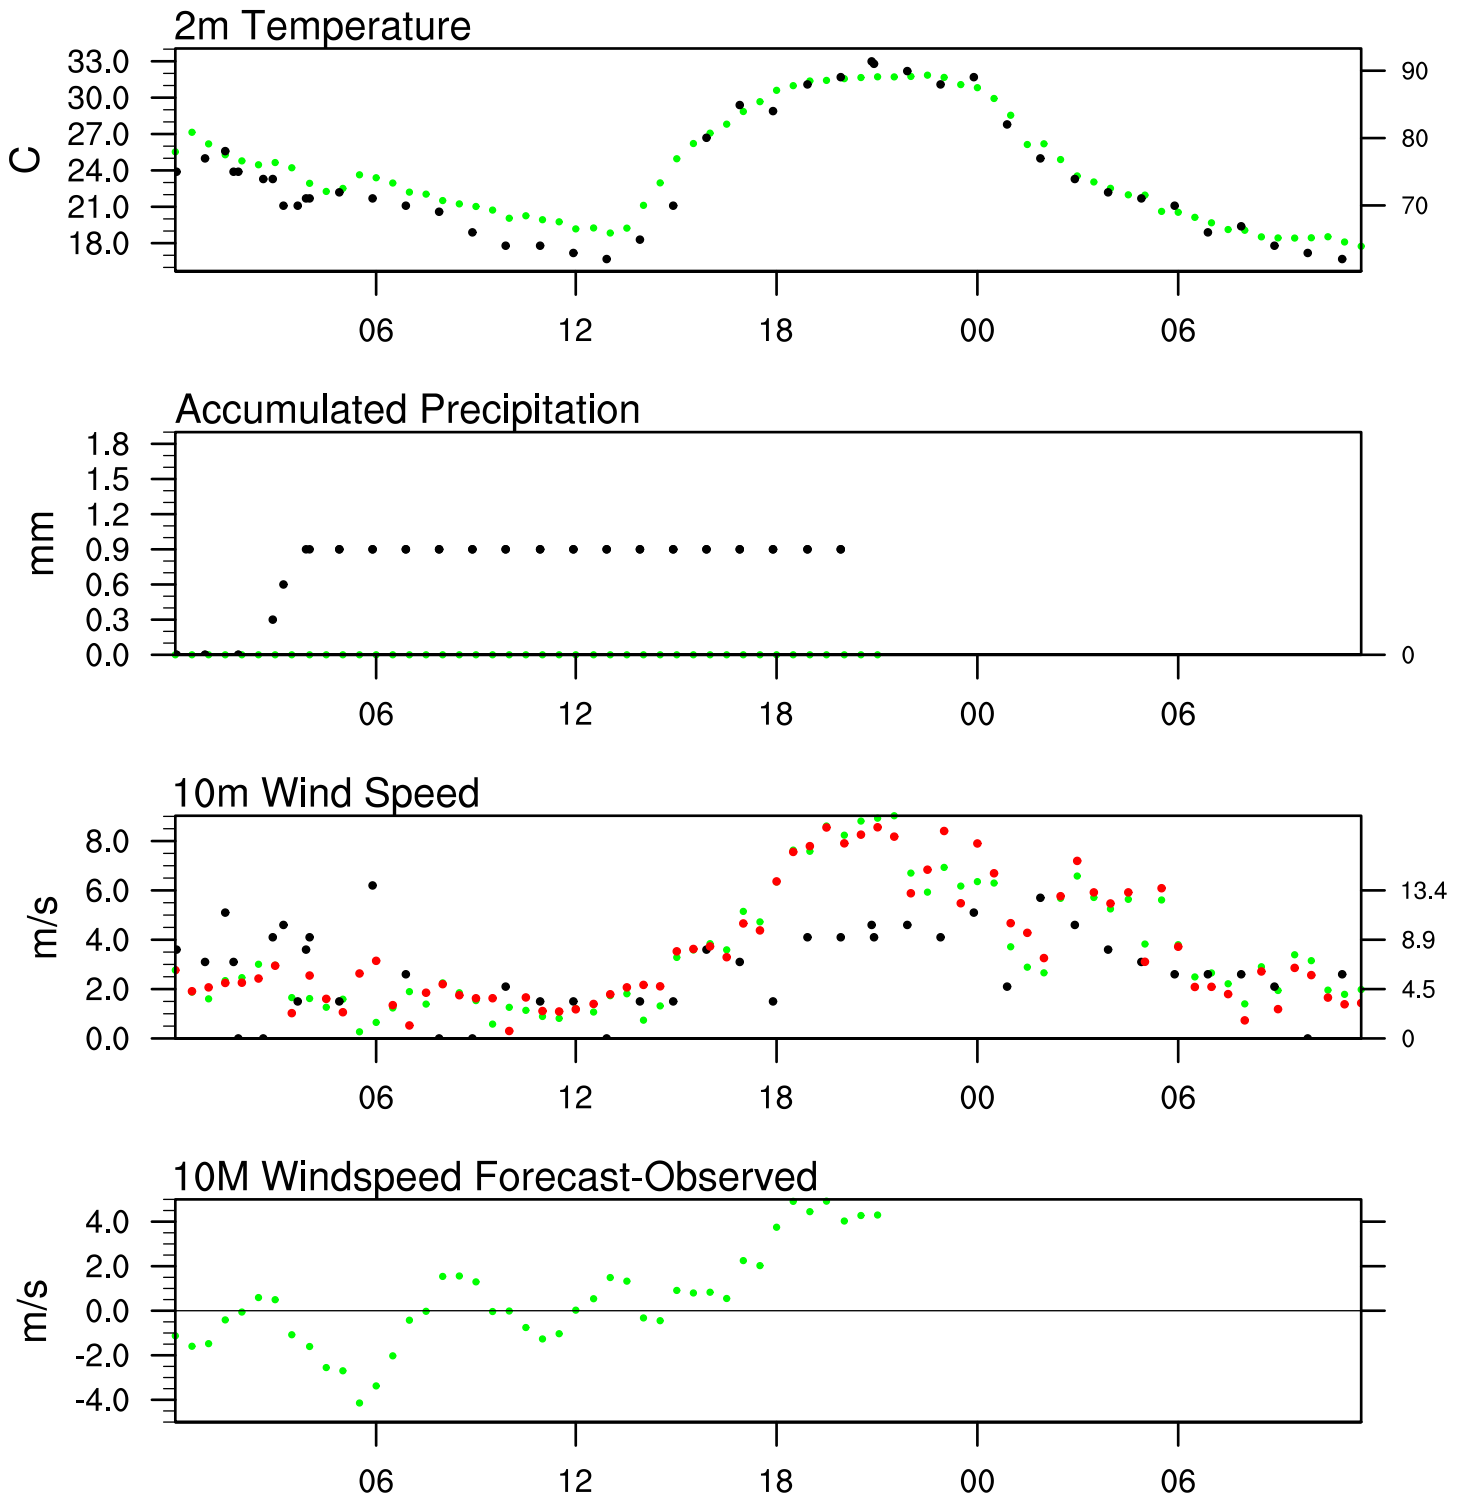 2m Temperature
33.0
30.0
27.0
24.0
21.0
18.0
C
90
80
70
06 12 18 00 06
Accumulated Precipitation
1.8
1.5
1.2
0.9
0.6
0.3
0.0
mm
0
06 12 18 00 06
10m Wind Speed
8.0
6.0
4.0
2.0
0.0
m/s
13.4
8.9
4.5
0
06 12 18 00 06
10M Windspeed Forecast-Observed
4.0
2.0
0.0
-2.0
-4.0
m/s
06 12 18 00 06